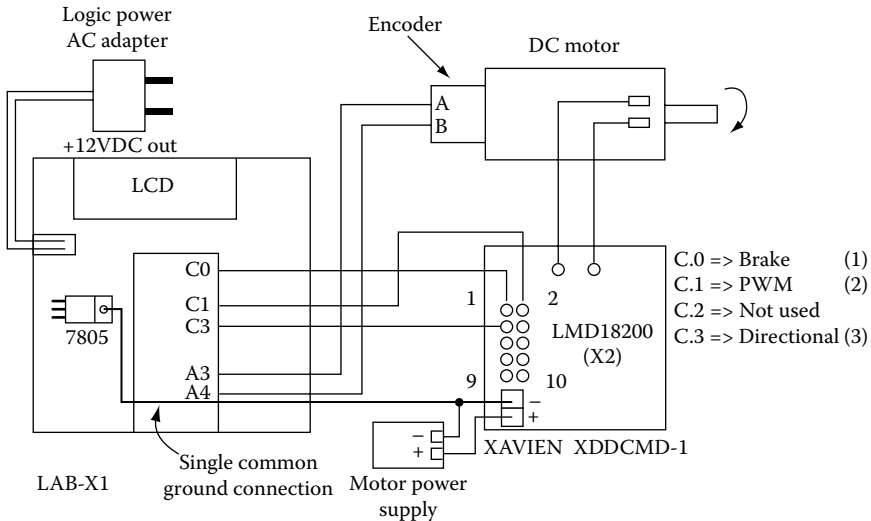 Logic power
AC adapter
Encoder
DC motor
A
B
+12VDC out
LCD
C0
C1
C3
7805
A3
A4
1
2
LMD18200
(X2)
9
10
−
+
C.0 => Brake (1)
C.1 => PWM (2)
C.2 => Not used
C.3 => Directional (3)
−
+
XAVIEN XDDCMD-1
LAB-X1
Single common
ground connection
Motor power
supply